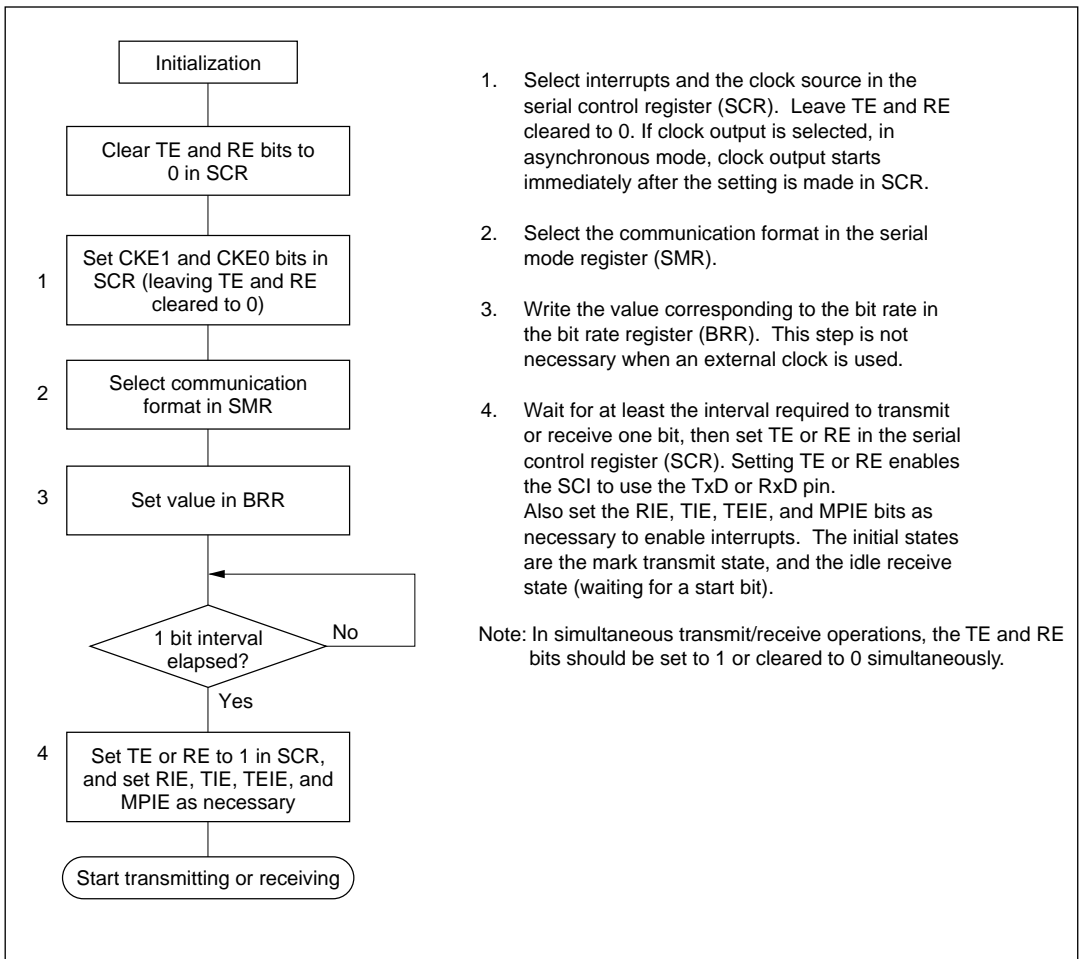 Initialization
Clear TE and RE bits to
0 in SCR
1
Set CKE1 and CKE0 bits in
SCR (leaving TE and RE
cleared to 0)
2
Select communication
format in SMR
3
Set value in BRR
1 bit interval
elapsed?
No
Yes
4
Set TE or RE to 1 in SCR,
and set RIE, TIE, TEIE, and
MPIE as necessary
Start transmitting or receiving
1. Select interrupts and the clock source in the
serial control register (SCR). Leave TE and RE
cleared to 0. If clock output is selected, in
asynchronous mode, clock output starts
immediately after the setting is made in SCR.
2. Select the communication format in the serial
mode register (SMR).
3. Write the value corresponding to the bit rate in
the bit rate register (BRR). This step is not
necessary when an external clock is used.
4. Wait for at least the interval required to transmit
or receive one bit, then set TE or RE in the serial
control register (SCR). Setting TE or RE enables
the SCI to use the TxD or RxD pin.
Also set the RIE, TIE, TEIE, and MPIE bits as
necessary to enable interrupts. The initial states
are the mark transmit state, and the idle receive
state (waiting for a start bit).
Note: In simultaneous transmit/receive operations, the TE and RE
bits should be set to 1 or cleared to 0 simultaneously.